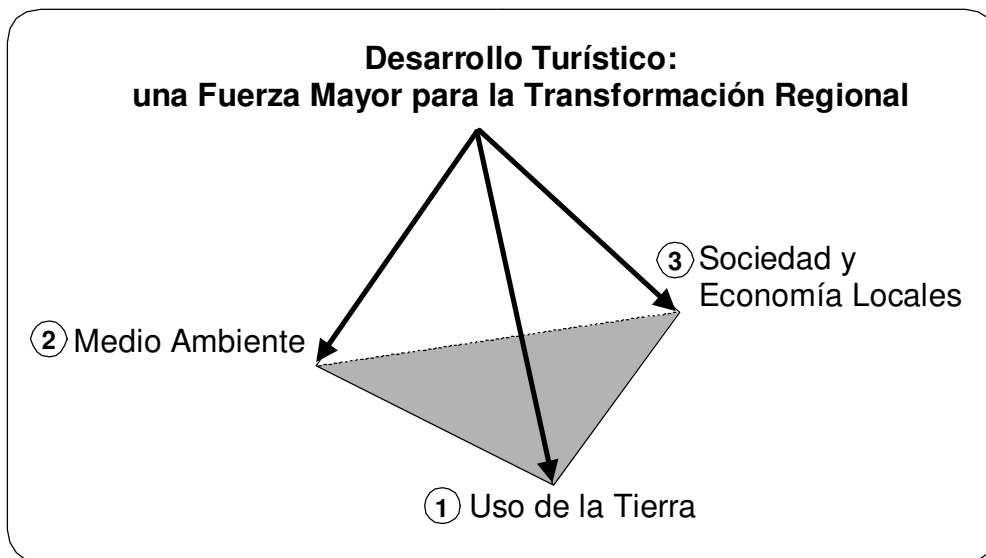 Desarrollo Turístico:
una Fuerza Mayor para la Transformación Regional
3 Sociedad y
Economía Locales
2 Medio Ambiente
1 Uso de la Tierra